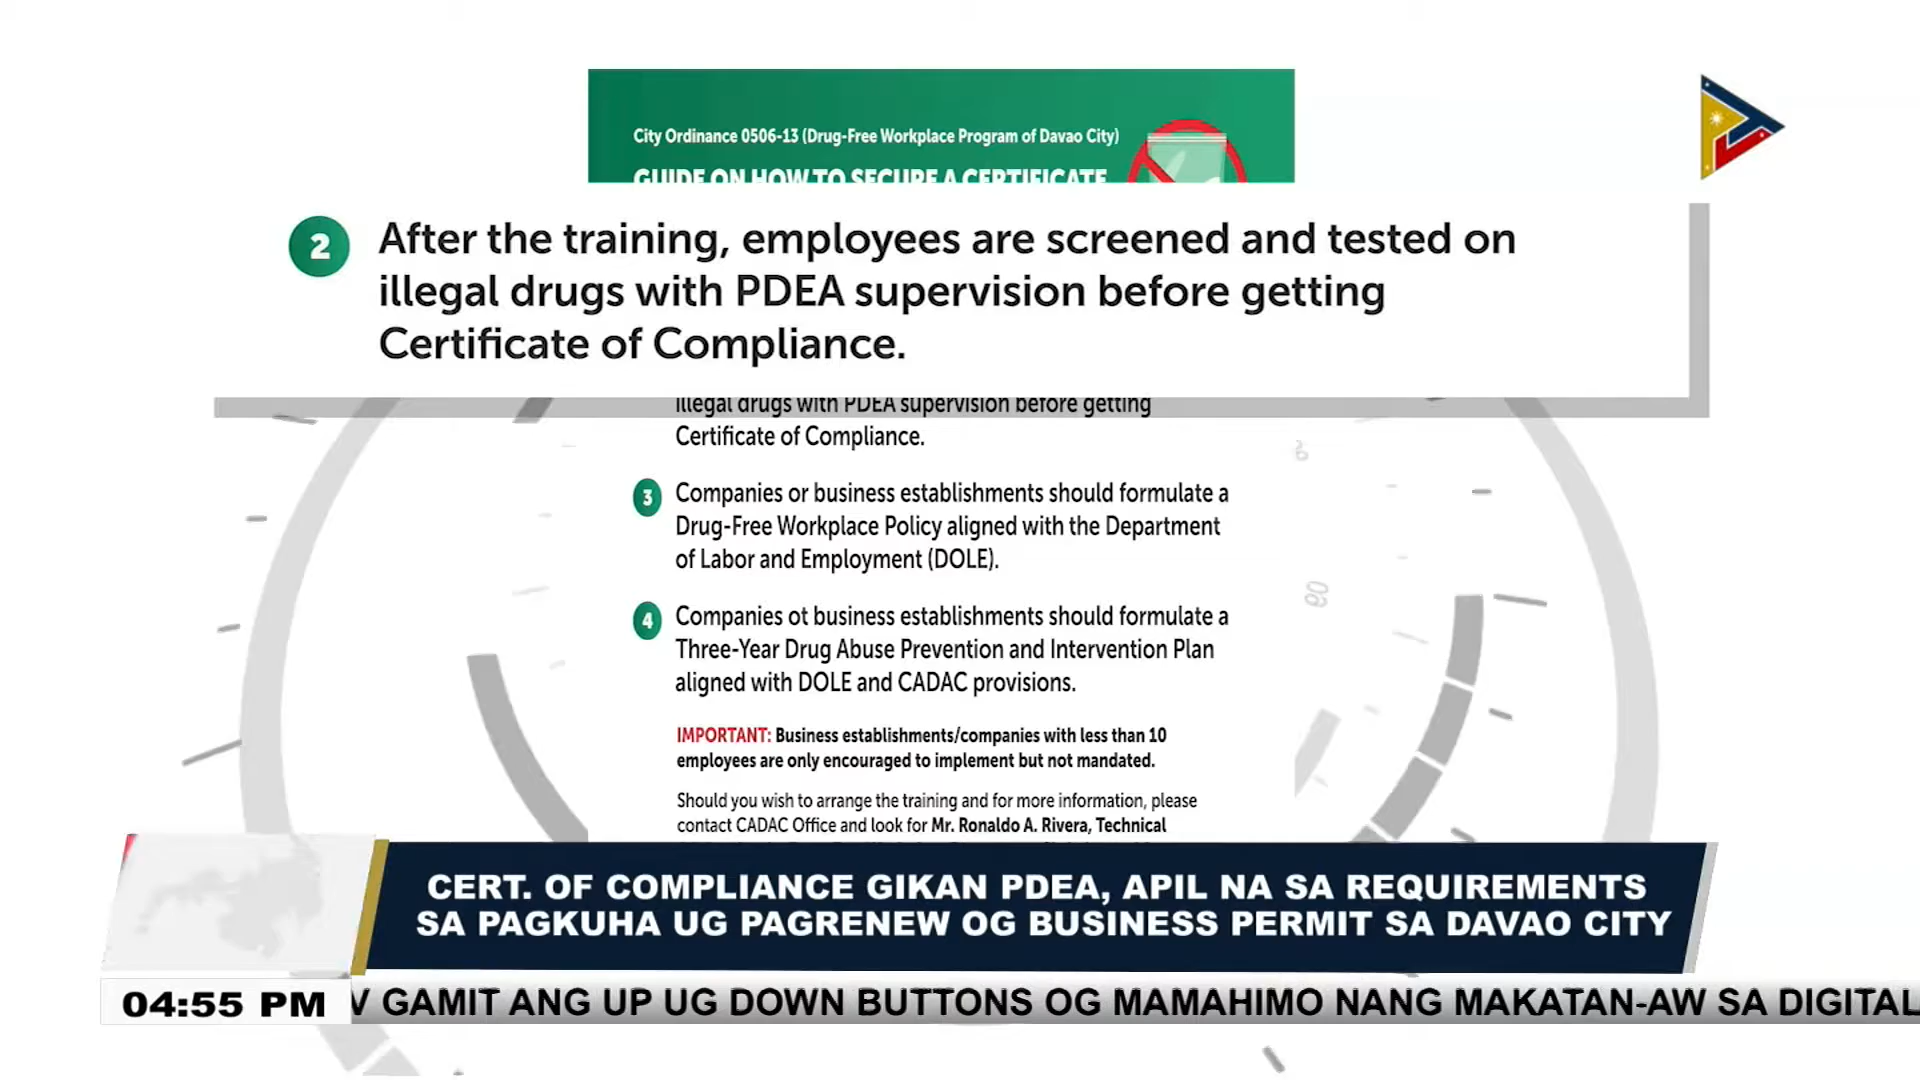 City Ordinance 0506-13 (Drug-Free Workplace Program of Davao City)
GUIDE ON HOW TO SECURE A CERTIFICATE
2 After the training, employees are screened and tested on
illegal drugs with PDEA supervision before getting
Certificate of Compliance.
illegal drugs with PDEA supervision before getting
Certificate of Compliance.
3 Companies or business establishments should formulate a
Drug-Free Workplace Policy aligned with the Department
of Labor and Employment (DOLE).
4 Companies ot business establishments should formulate a
Three-Year Drug Abuse Prevention and Intervention Plan
aligned with DOLE and CADAC provisions.
IMPORTANT: Business establishments/companies with less than 10
employees are only encouraged to implement but not mandated.
Should you wish to arrange the training and for more information, please
contact CADAC Office and look for Mr. Ronaldo A. Rivera, Technical
CERT. OF COMPLIANCE GIKAN PDEA, APIL NA SA REQUIREMENTS
SA PAGKUHA UG PAGRENEW OG BUSINESS PERMIT SA DAVAO CITY
04:55 PM V GAMIT ANG UP UG DOWN BUTTONS OG MAMAHIMO NANG MAKATAN-AW SA DIGITAL